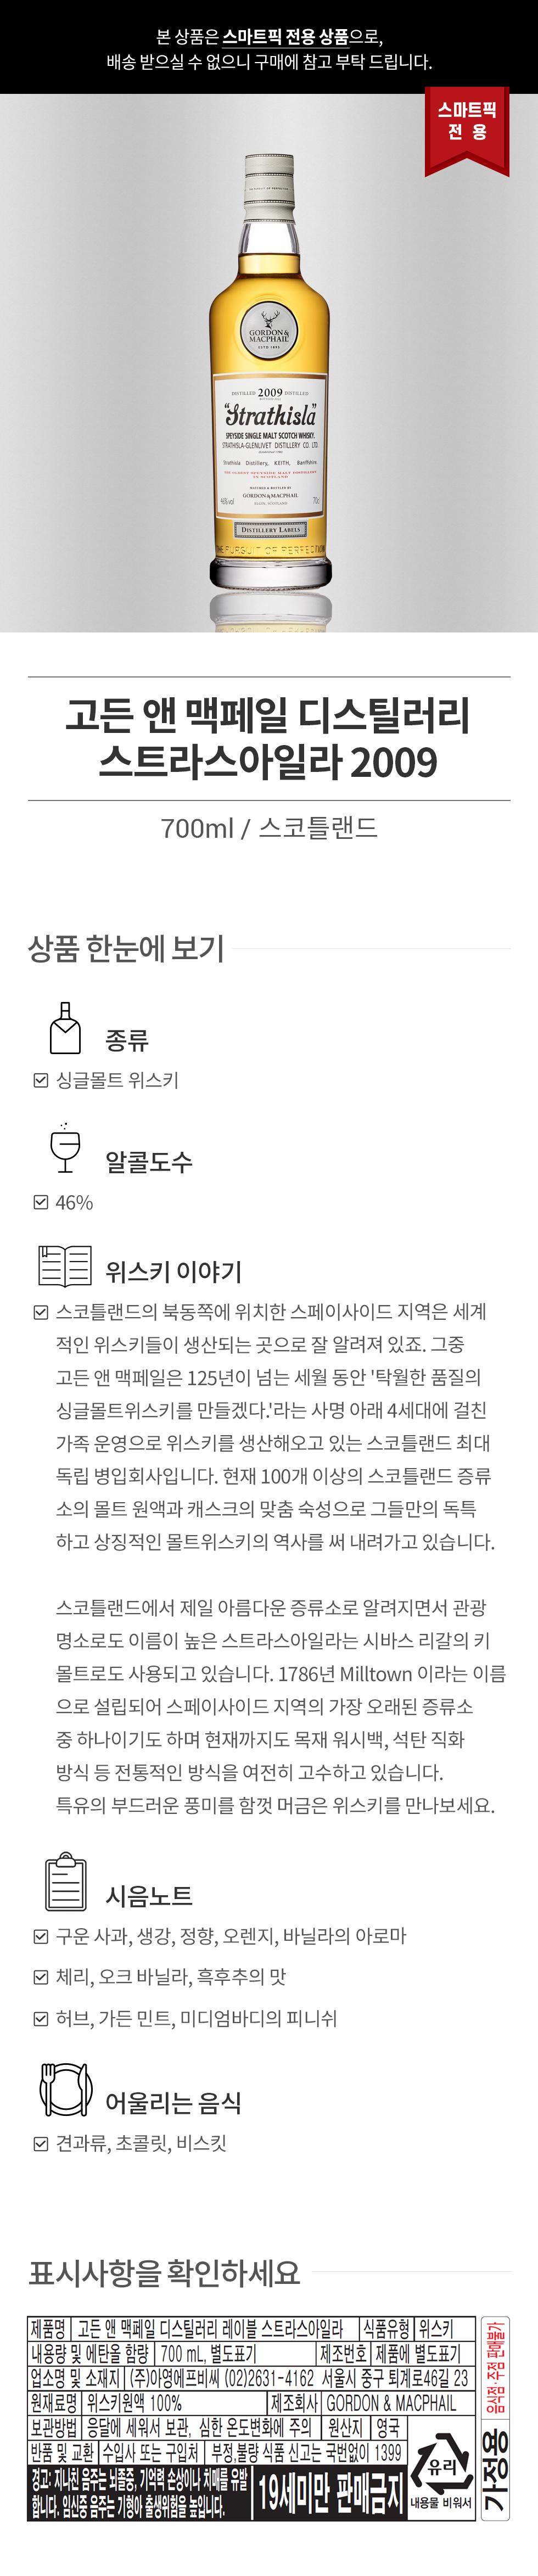 본 상품은 스마트픽 전용 상품으로,
배송 받으실 수 없으니 구매에 참고 부탁 드립니다.
스마트픽
전 용
GORDON &
MACPHAIL
ESTD 1895
DISTILLED 2009 DISTILLED
"Strathisla"
SPEYSIDE SINGLE MALT SCOTCH WHISKY.
STRATHISLA-GLENLIVET DISTILLERY CO. LTD.
Strathisla Distillery, KEITH, Banffshire.
THE OLDEST SPEYSIDE MALT DISTILLERY
IN SCOTLAND
MATURED & BOTTLED BY
GORDON & MACPHAIL
ELGIN, SCOTLAND
46%vol 70cl
DISTILLERY LABELS
THE PURSUIT OF PERFECTION
고든 앤 맥페일 디스틸러리
스트라스아일라 2009
700ml / 스코틀랜드
상품 한눈에 보기
종류
싱글몰트 위스키
알콜도수
46%
위스키 이야기
스코틀랜드의 북동쪽에 위치한 스페이사이드 지역은 세계
적인 위스키들이 생산되는 곳으로 잘 알려져 있죠. 그중
고든 앤 맥페일은 125년이 넘는 세월 동안 '탁월한 품질의
싱글몰트위스키를 만들겠다.'라는 사명 아래 4세대에 걸친
가족 운영으로 위스키를 생산해오고 있는 스코틀랜드 최대
독립 병입회사입니다. 현재 100개 이상의 스코틀랜드 증류
소의 몰트 원액과 캐스크의 맞춤 숙성으로 그들만의 독특
하고 상징적인 몰트위스키의 역사를 써 내려가고 있습니다.
스코틀랜드에서 제일 아름다운 증류소로 알려지면서 관광
명소로도 이름이 높은 스트라스아일라는 시바스 리갈의 키
몰트로도 사용되고 있습니다. 1786년 Milltown 이라는 이름
으로 설립되어 스페이사이드 지역의 가장 오래된 증류소
중 하나이기도 하며 현재까지도 목재 워시백, 석탄 직화
방식 등 전통적인 방식을 여전히 고수하고 있습니다.
특유의 부드러운 풍미를 함껏 머금은 위스키를 만나보세요.
시음노트
구운 사과, 생강, 정향, 오렌지, 바닐라의 아로마
체리, 오크 바닐라, 흑후추의 맛
허브, 가든 민트, 미디엄바디의 피니쉬
어울리는 음식
견과류, 초콜릿, 비스킷
표시사항을 확인하세요
제품명 고든 앤 맥페일 디스틸러리 레이블 스트라스아일라 식품유형 위스키
내용량 및 에탄올 함량 700 mL, 별도표기 제조번호 제품에 별도표기
업소명 및 소재지 (주)아영에프비씨 (02)2631-4162 서울시 중구 퇴계로46길 23
원재료명 위스키원액 100% 제조회사 GORDON & MACPHAIL
보관방법 응달에 세워서 보관, 심한 온도변화에 주의 원산지 영국
반품 및 교환 수입사 또는 구입처 부정,불량 식품 신고는 국번없이 1399
경고: 지나친 음주는 뇌졸중, 기억력 손상이나 치매를 유발
합니다. 임신중 음주는 기형아 출생위험을 높입니다.
19세미만 판매금지
유리
내용물 비워서
음식점·주점 판매불가
가정용